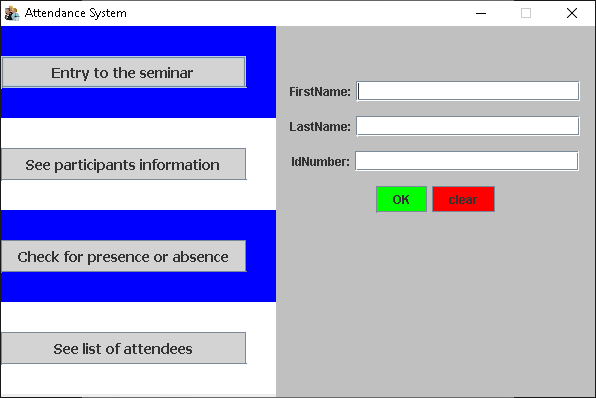 Attendance System
Entry to the seminar
See participants information
Check for presence or absence
See list of attendees
FirstName:
LastName:
IdNumber:
OK clear